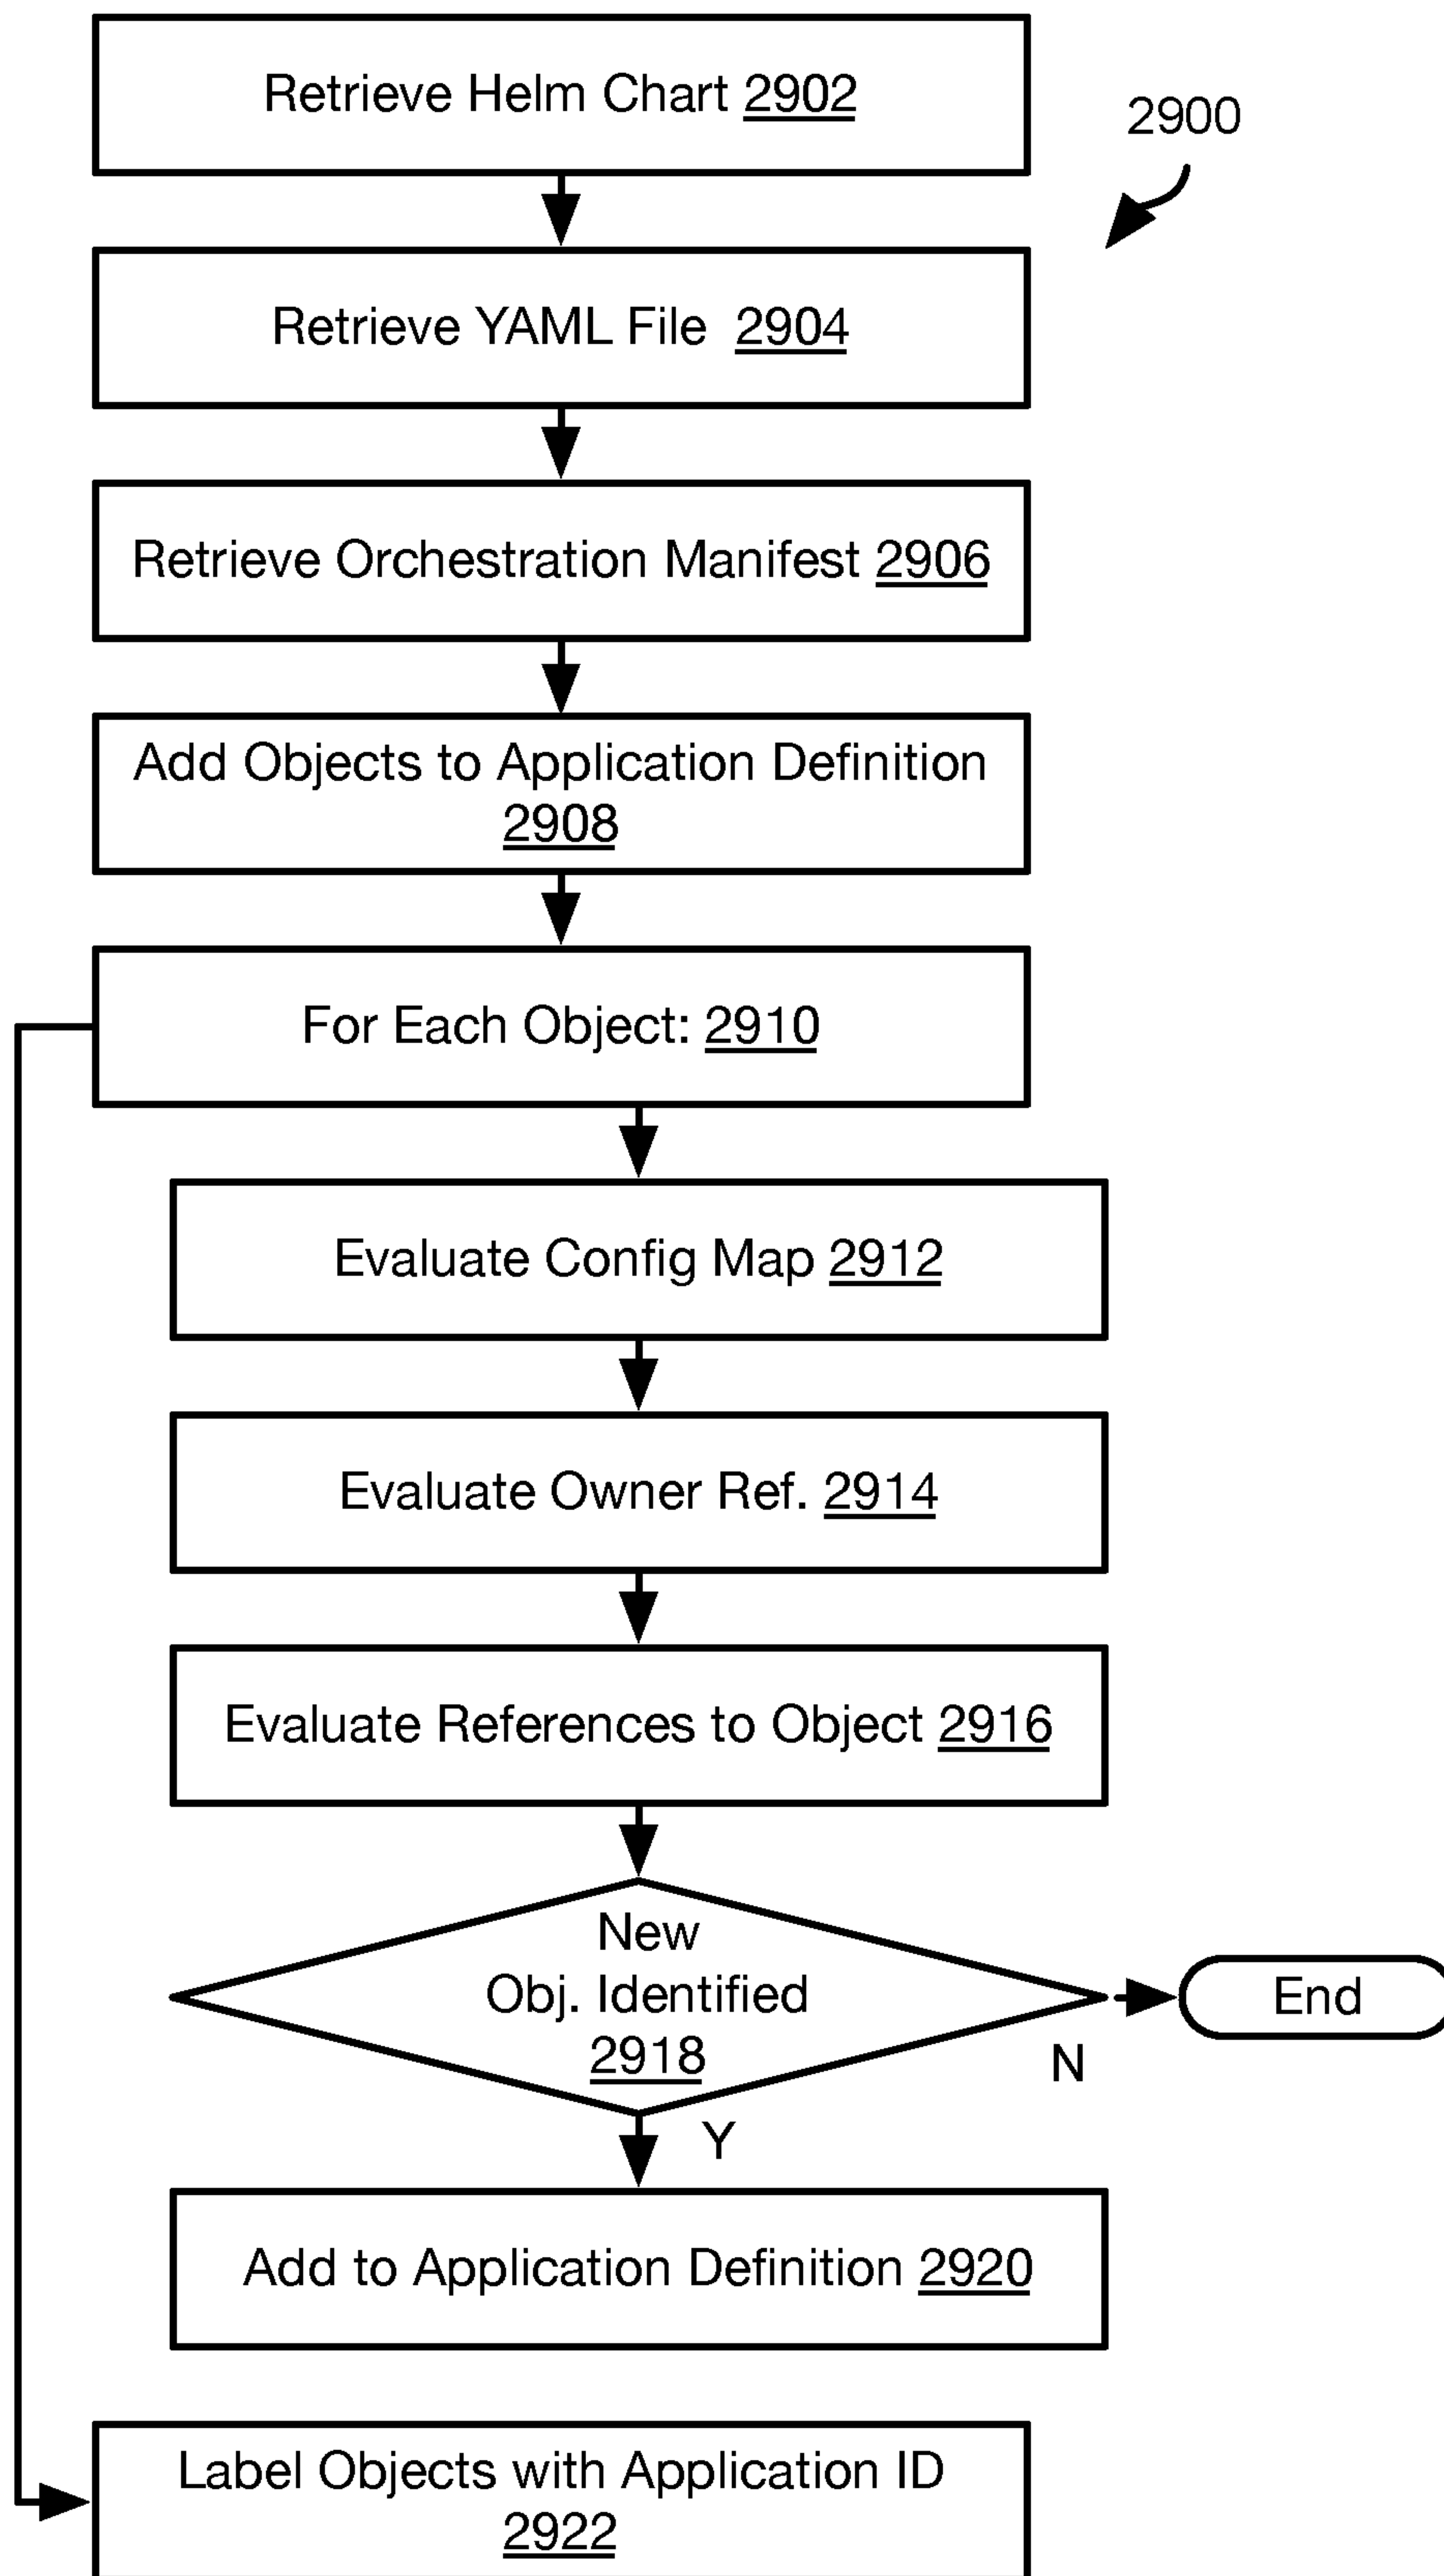 Retrieve Helm Chart 2902
2900
Retrieve YAML File 2904
Retrieve Orchestration Manifest 2906
Add Objects to Application Definition
2908
For Each Object: 2910
Evaluate Config Map 2912
Evaluate Owner Ref. 2914
Evaluate References to Object 2916
New
Obj. Identified
2918
End
N
Y
Add to Application Definition 2920
Label Objects with Application ID
2922